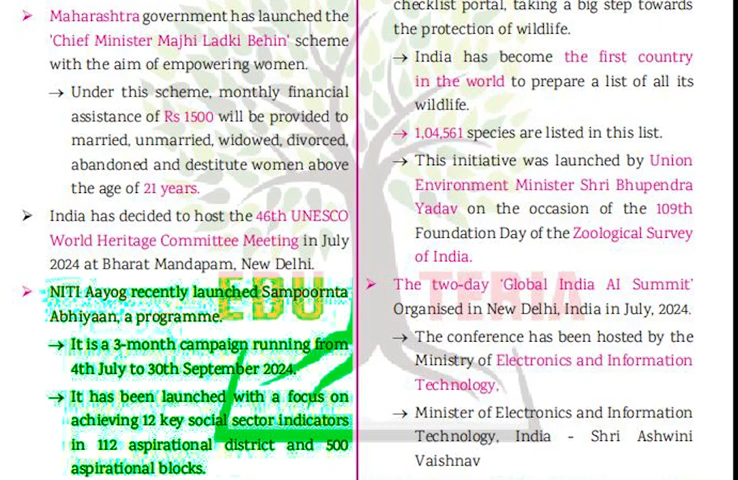 ➢ Maharashtra government has launched the
'Chief Minister Majhi Ladki Behin' scheme
with the aim of empowering women.
→ Under this scheme, monthly financial
assistance of Rs 1500 will be provided to
married, unmarried, widowed, divorced,
abandoned and destitute women above
the age of 21 years.
➢ India has decided to host the 46th UNESCO
World Heritage Committee Meeting in July
2024 at Bharat Mandapam, New Delhi.
➢ NITI Aayog recently launched Sampoornta
Abhiyaan, a programme.
→ It is a 3-month campaign running from
4th July to 30th September 2024.
→ It has been launched with a focus on
achieving 12 key social sector indicators
in 112 aspirational district and 500
aspirational blocks.
checklist portal, taking a big step towards
the protection of wildlife.
→ India has become the first country
in the world to prepare a list of all its
wildlife.
→ 1,04,561 species are listed in this list.
→ This initiative was launched by Union
Environment Minister Shri Bhupendra
Yadav on the occasion of the 109th
Foundation Day of the Zoological Survey
of India.
➢ The two-day 'Global India AI Summit'
Organised in New Delhi, India in July, 2024.
→ The conference has been hosted by the
Ministry of Electronics and Information
Technology,
→ Minister of Electronics and Information
Technology, India - Shri Ashwini
Vaishnav
EDU TERIA